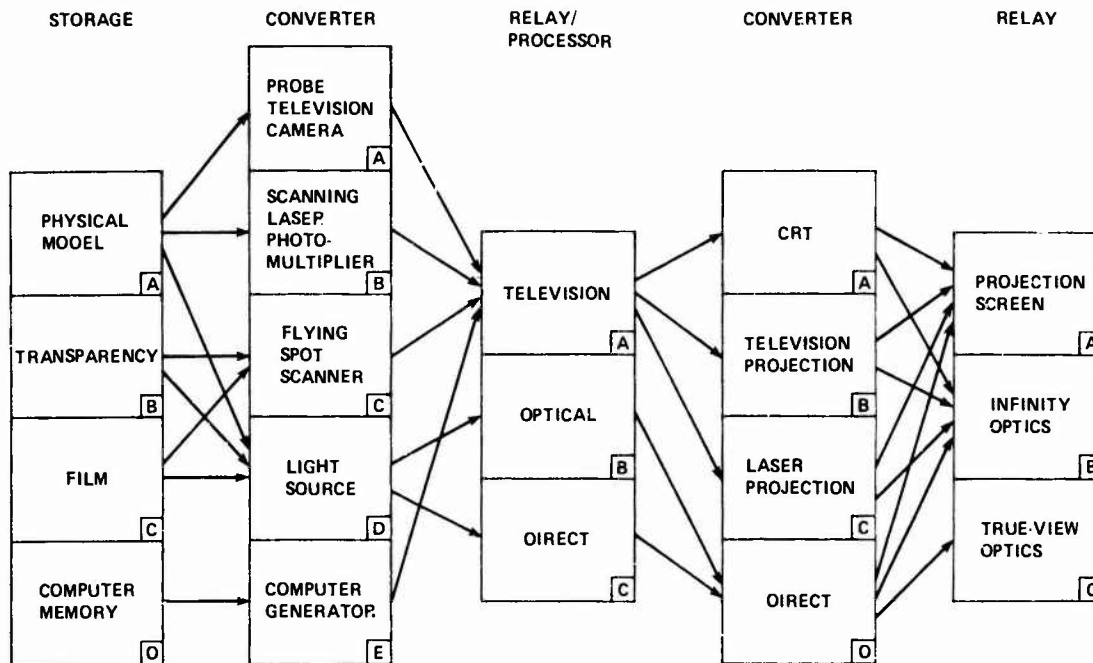 STORAGE
CONVERTER
RELAY/
PROCESSOR
CONVERTER
RELAY
PHYSICAL
MOOEL
A
TRANSPARENCY
B
FILM
C
COMPUTER
MEMORY
O
PROBE
TELEVISION
CAMERA
A
SCANNING
LASER
PHOTO-
MULTIPLIER
B
FLYING
SPOT
SCANNER
C
LIGHT
SOURCE
D
COMPUTER
GENERATOR
E
TELEVISION
A
OPTICAL
B
OIRECT
C
CRT
A
TELEVISION
PROJECTION
B
LASER
PROJECTION
C
OIRECT
O
PROJECTION
SCREEN
A
INFINITY
OPTICS
B
TRUE-VIEW
OPTICS
C